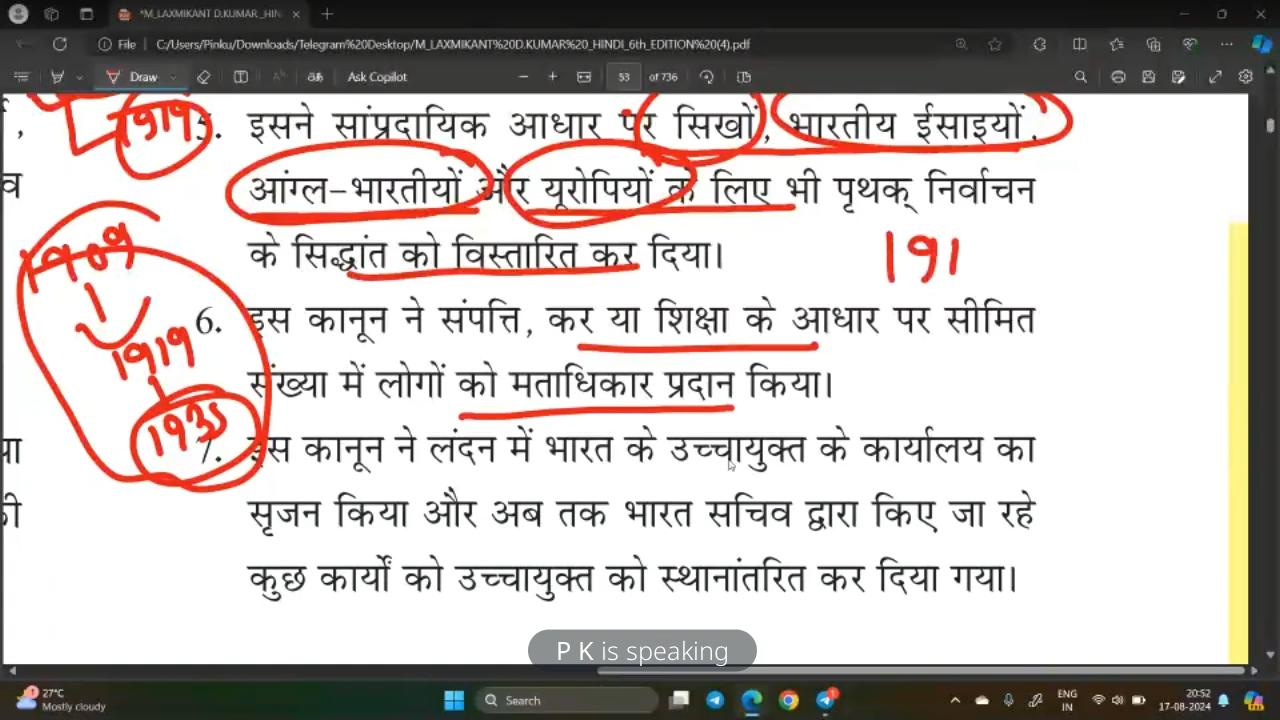 *M_LAXMIKANT D.KUMAR _HIN
File C:/Users/Pinku/Downloads/Telegram%20Desktop/M_LAXMIKANT%20D.KUMAR%20_HINDI_6th_EDITION%20(4).pdf
Draw Ask Copilot 53 of 736
1919
5. इसने सांप्रदायिक आधार पर सिखों, भारतीय ईसाइयों,
आंग्ल-भारतीयों और यूरोपियों के लिए भी पृथक् निर्वाचन
के सिद्धांत को विस्तारित कर दिया।
191
1909
6. इस कानून ने संपत्ति, कर या शिक्षा के आधार पर सीमित
1919
संख्या में लोगों को मताधिकार प्रदान किया।
1935
7. इस कानून ने लंदन में भारत के उच्चायुक्त के कार्यालय का
सृजन किया और अब तक भारत सचिव द्वारा किए जा रहे
कुछ कार्यों को उच्चायुक्त को स्थानांतरित कर दिया गया।
P K is speaking
27°C
Mostly cloudy
Search
ENG
IN
20:52
17-08-2024